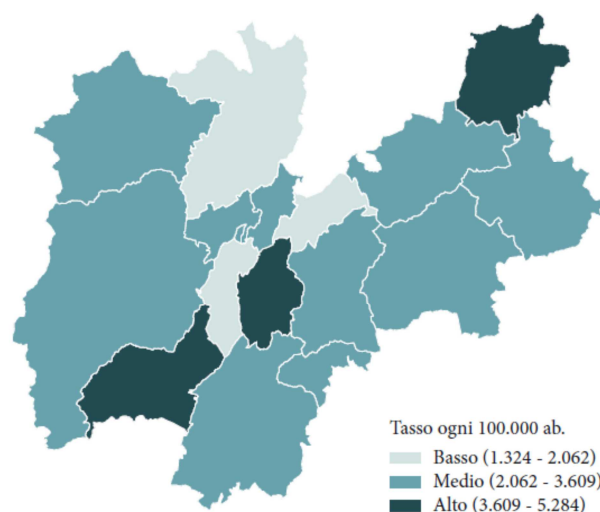 Tasso ogni 100.000 ab.
Basso (1.324 - 2.062)
Medio (2.062 - 3.609)
Alto (3.609 - 5.284)